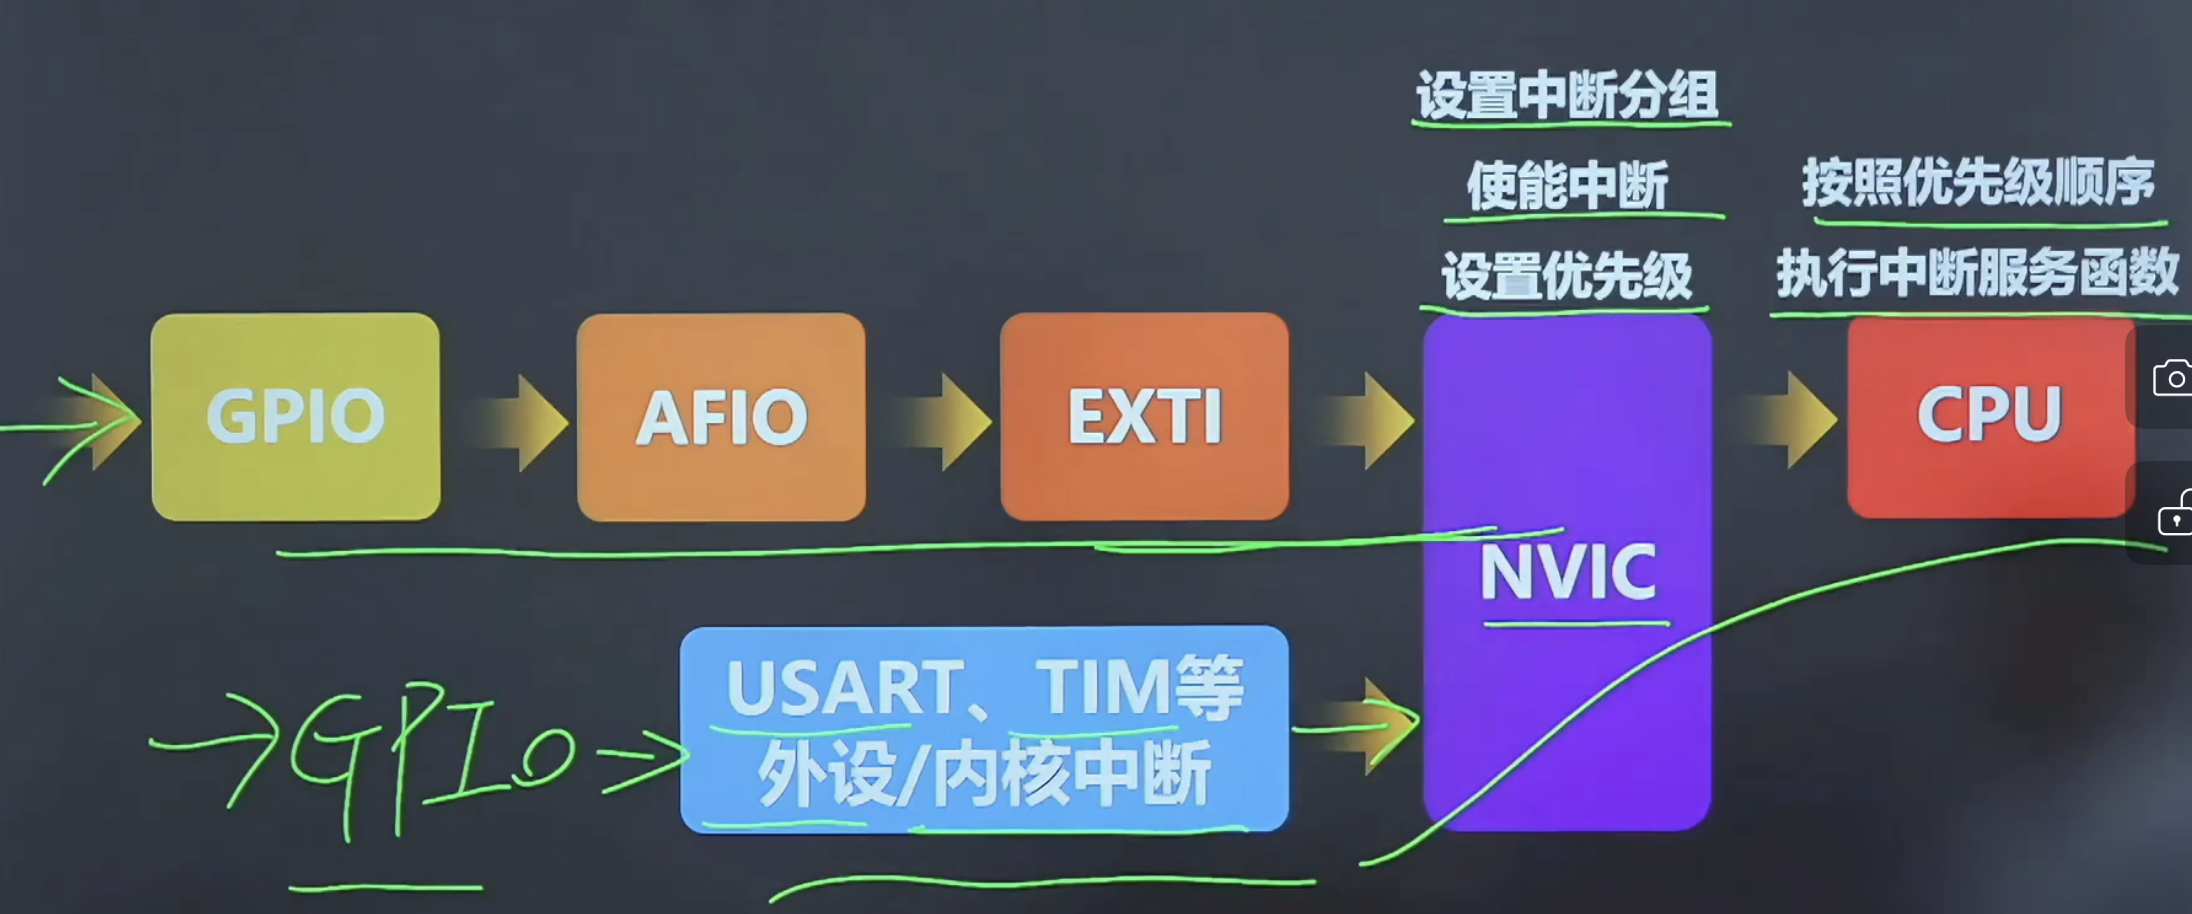 设置中断分组
使能中断
设置优先级
按照优先级顺序
执行中断服务函数
GPIO
AFIO
EXTI
NVIC
CPU
GPIO
USART、TIM等
外设/内核中断